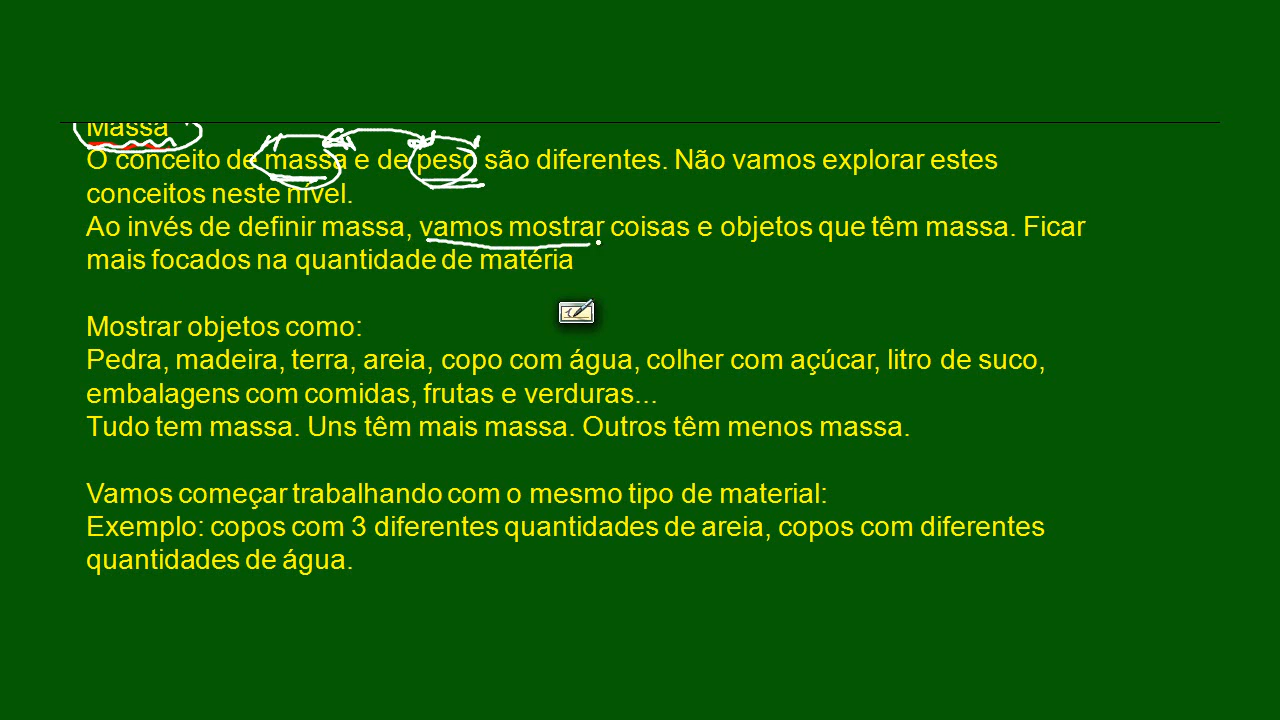 Massa
O conceito de massa e de peso são diferentes. Não vamos explorar estes
conceitos neste nível.
Ao invés de definir massa, vamos mostrar coisas e objetos que têm massa. Ficar
mais focados na quantidade de matéria
Mostrar objetos como:
Pedra, madeira, terra, areia, copo com água, colher com açúcar, litro de suco,
embalagens com comidas, frutas e verduras...
Tudo tem massa. Uns têm mais massa. Outros têm menos massa.
Vamos começar trabalhando com o mesmo tipo de material:
Exemplo: copos com 3 diferentes quantidades de areia, copos com diferentes
quantidades de água.